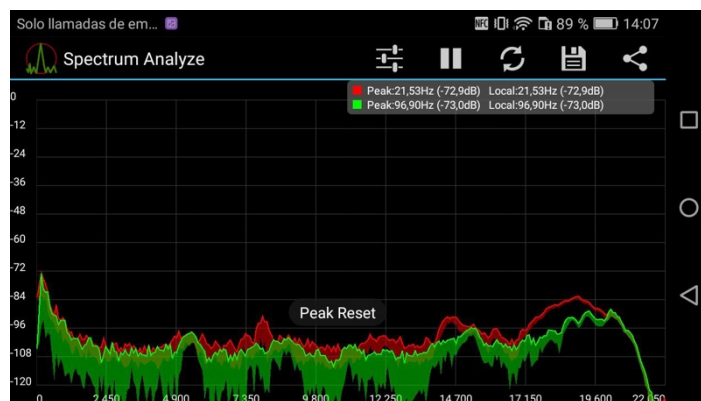 Solo llamadas de em... NFC 89 % 14:07
Spectrum Analyze
Peak:21,53Hz (-72,9dB) Local:21,53Hz (-72,9dB)
Peak:96,90Hz (-73,0dB) Local:96,90Hz (-73,0dB)
0
-12
-24
-36
-48
-60
-72
-84
Peak Reset
-96
-108
-120
0 2,450 4,900 7,350 9,800 12,250 14,700 17,150 19,600 22,050